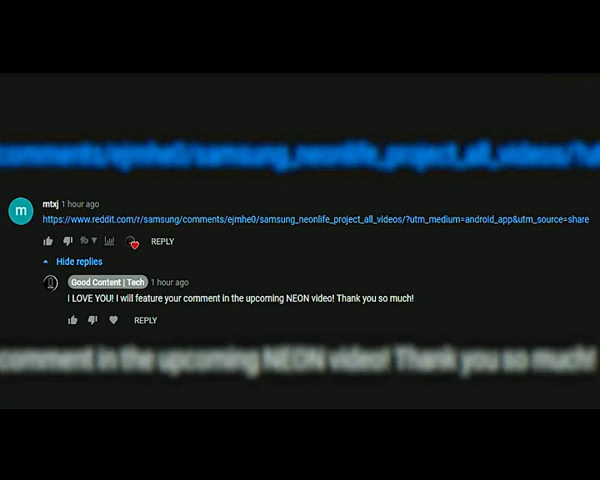 comments/ejmhe0/samsung_neonlife_project_all_videos/?ut
mtxj 1 hour ago
m
https://www.reddit.com/r/samsung/comments/ejmhe0/samsung_neonlife_project_all_videos/?utm_medium=android_app&utm_source=share
REPLY
Hide replies
Good Content | Tech 1 hour ago
I LOVE YOU! I will feature your comment in the upcoming NEON video! Thank you so much!
REPLY
comment in the upcoming NEON video! Thank you so much!